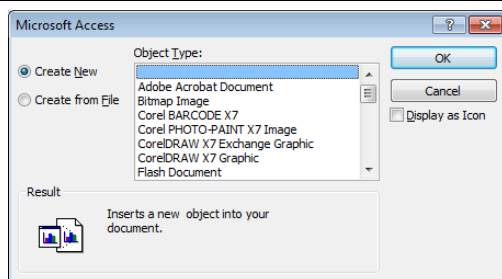 Microsoft Access
Object Type:
Create New
Create from File
Adobe Acrobat Document
Bitmap Image
Corel BARCODE X7
Corel PHOTO-PAINT X7 Image
CorelDRAW X7 Exchange Graphic
CorelDRAW X7 Graphic
Flash Document
OK
Cancel
Display as Icon
Result
Inserts a new object into your
document.